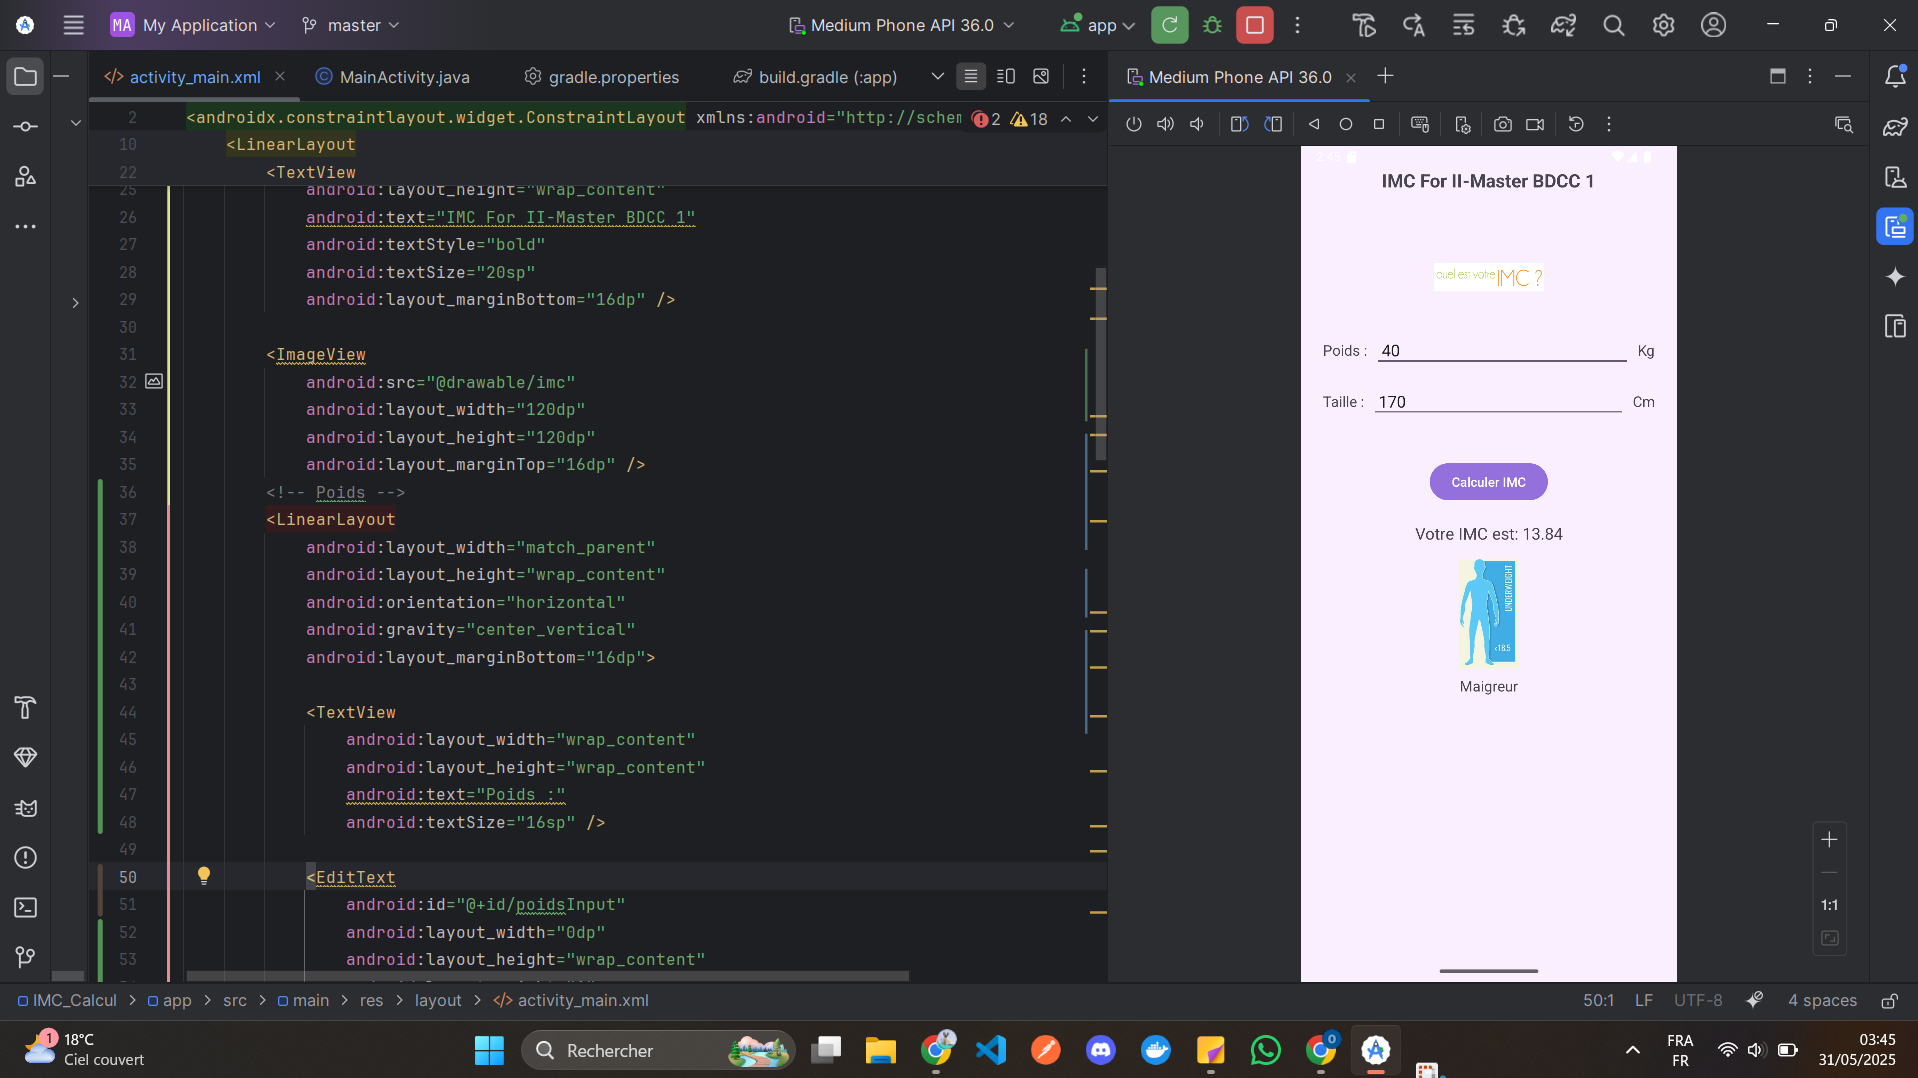 MA My Application master Medium Phone API 36.0 app
activity_main.xml MainActivity.java gradle.properties build.gradle (:app) Medium Phone API 36.0
2 <androidx.constraintlayout.widget.ConstraintLayout xmlns:android="http://schem 2 18
10 <LinearLayout
22 <TextView
25 android:layout_height="wrap_content"
26 android:text="IMC For II-Master BDCC 1"
27 android:textStyle="bold"
28 android:textSize="20sp"
29 android:layout_marginBottom="16dp" />
30
31 <ImageView
32 android:src="@drawable/imc"
33 android:layout_width="120dp"
34 android:layout_height="120dp"
35 android:layout_marginTop="16dp" />
36 <!-- Poids -->
37 <LinearLayout
38 android:layout_width="match_parent"
39 android:layout_height="wrap_content"
40 android:orientation="horizontal"
41 android:gravity="center_vertical"
42 android:layout_marginBottom="16dp">
43
44 <TextView
45 android:layout_width="wrap_content"
46 android:layout_height="wrap_content"
47 android:text="Poids :"
48 android:textSize="16sp" />
49
50 <EditText
51 android:id="@+id/poidsInput"
52 android:layout_width="0dp"
53 android:layout_height="wrap_content"
2:45
IMC For II-Master BDCC 1
quel est votre IMC ?
Poids : 40 Kg
Taille : 170 Cm
Calculer IMC
Votre IMC est: 13.84
UNDERWEIGHT
<18.5
Maigreur
1:1
IMC_Calcul > app > src > main > res > layout > activity_main.xml 50:1 LF UTF-8 4 spaces
1 18°C
Ciel couvert
Rechercher
0
FRA
FR
03:45
31/05/2025